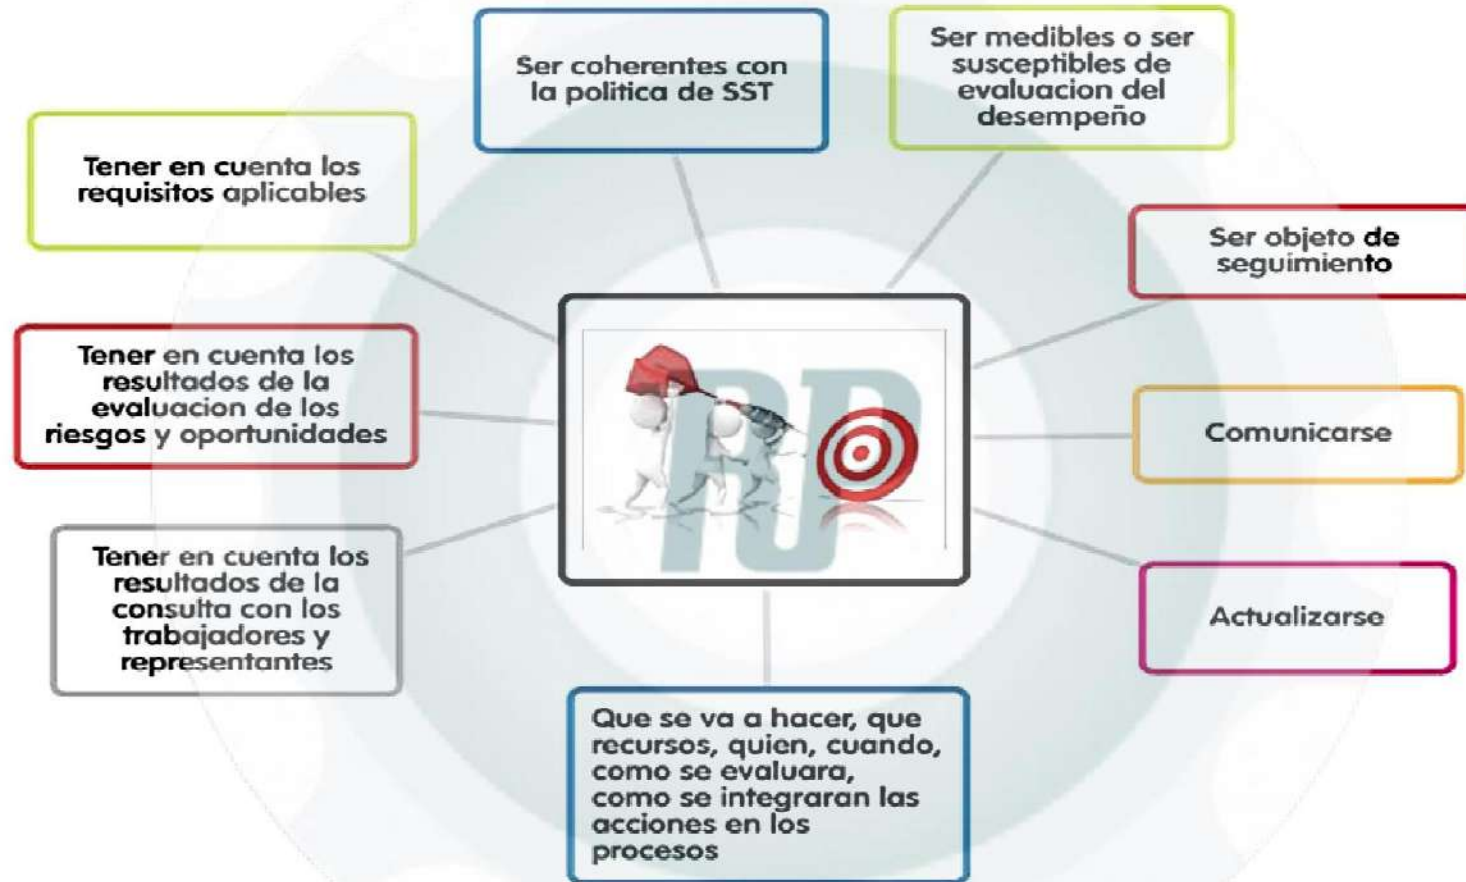 Ser coherentes con
la politica de SST
Ser medibles o ser
susceptibles de
evaluacion del
desempeño
Tener en cuenta los
requisitos aplicables
Ser objeto de
seguimiento
Tener en cuenta los
resultados de la
evaluacion de los
riesgos y oportunidades
Comunicarse
Tener en cuenta los
resultados de la
consulta con los
trabajadores y
representantes
Actualizarse
Que se va a hacer, que
recursos, quien, cuando,
como se evaluara,
como se integraran las
acciones en los
procesos